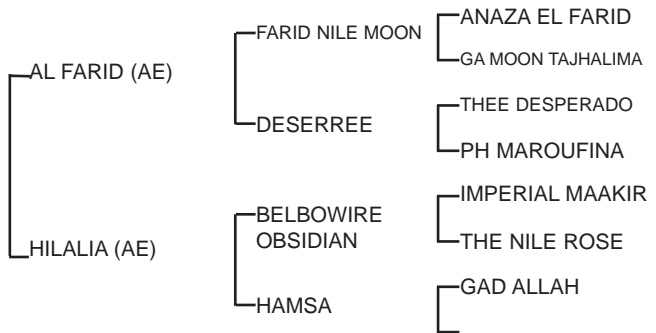 AL FARID (AE)
HILALIA (AE)
FARID NILE MOON
DESERREE
BELBOWIRE
OBSIDIAN
HAMSA
ANAZA EL FARID
GA MOON TAJHALIMA
THEE DESPERADO
PH MAROUFINA
IMPERIAL MAAKIR
THE NILE ROSE
GAD ALLAH